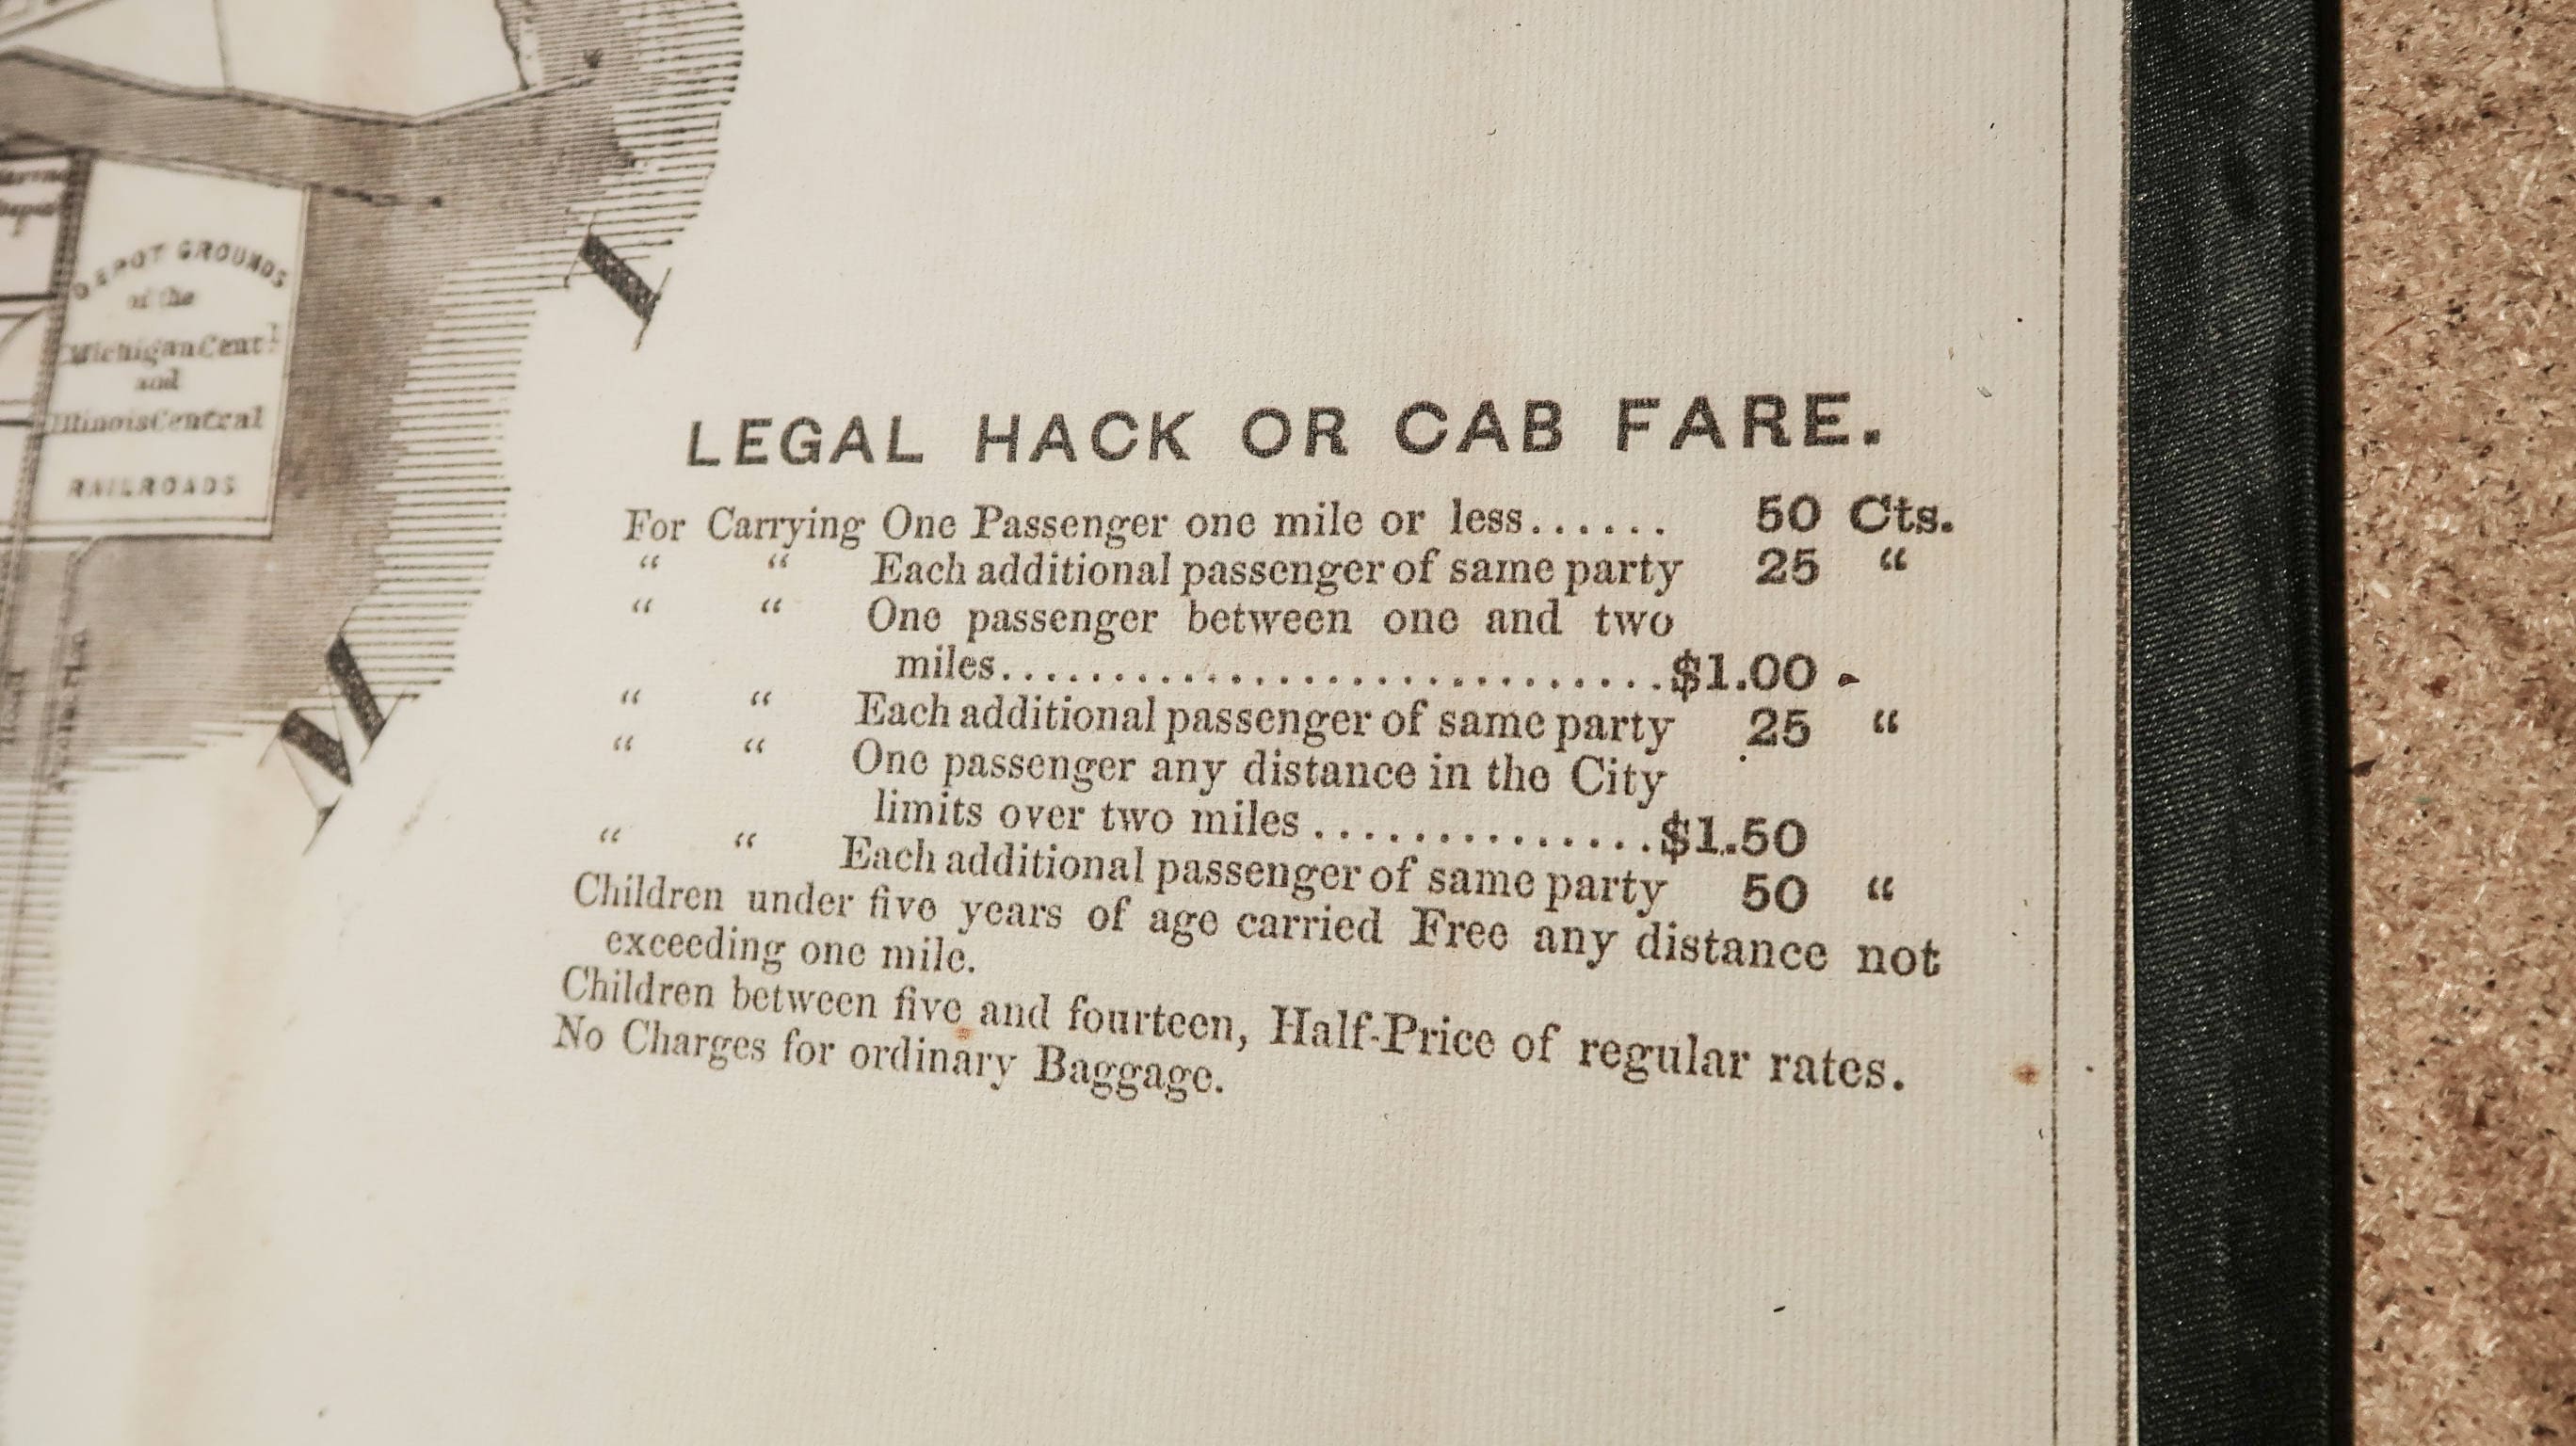 DEPOT GROUNDS
of the
Michigan Cent.l
and
Illinois Central
RAILROADS
M I
LEGAL HACK OR CAB FARE.
For Carrying One Passenger one mile or less...... 50 Cts.
“ “ Each additional passenger of same party 25 “
“ “ One passenger between one and two
miles..............................$1.00
“ “ Each additional passenger of same party 25 “
“ “ One passenger any distance in the City
limits over two miles...............$1.50
“ “ Each additional passenger of same party 50 “
Children under five years of age carried Free any distance not
exceeding one mile.
Children between five and fourteen, Half-Price of regular rates.
No Charges for ordinary Baggage.